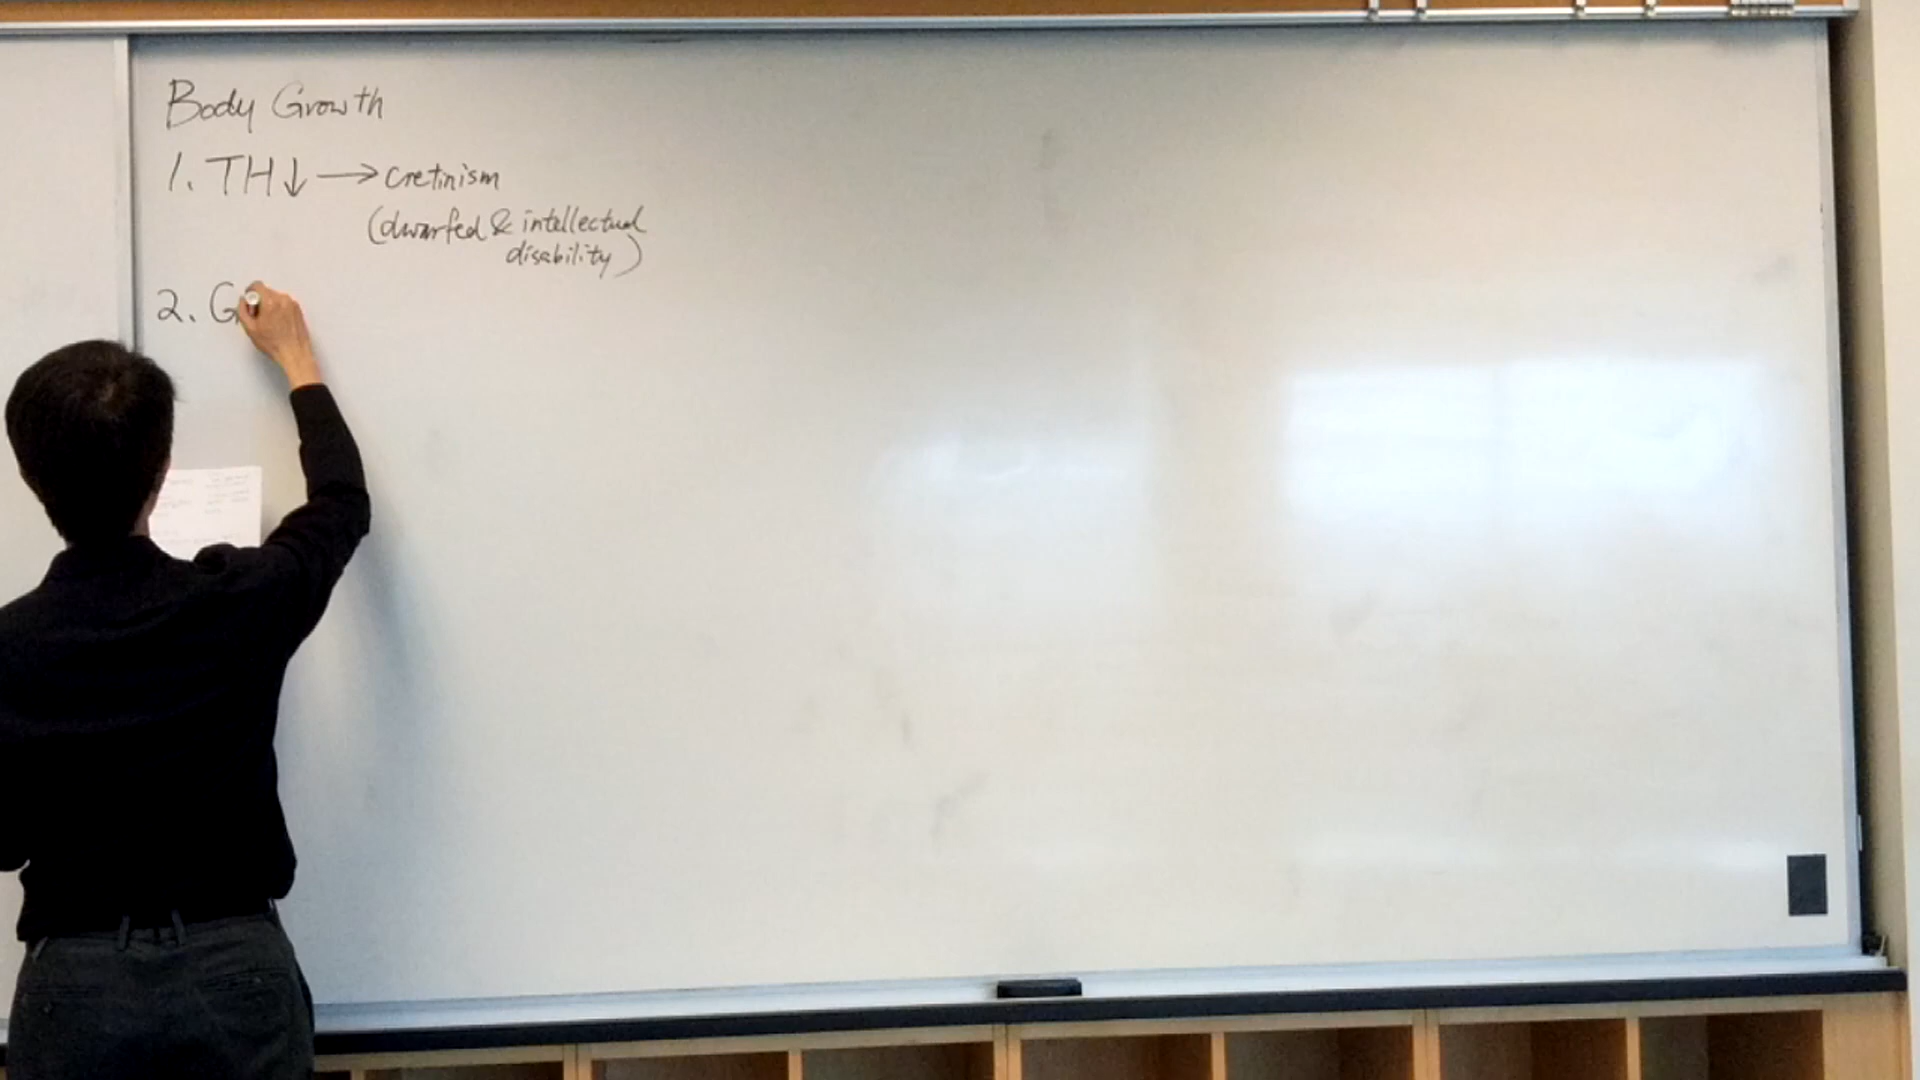 Body Growth
1. TH↓ → cretinism
(dwarfed & intellectual
disability)
2. G